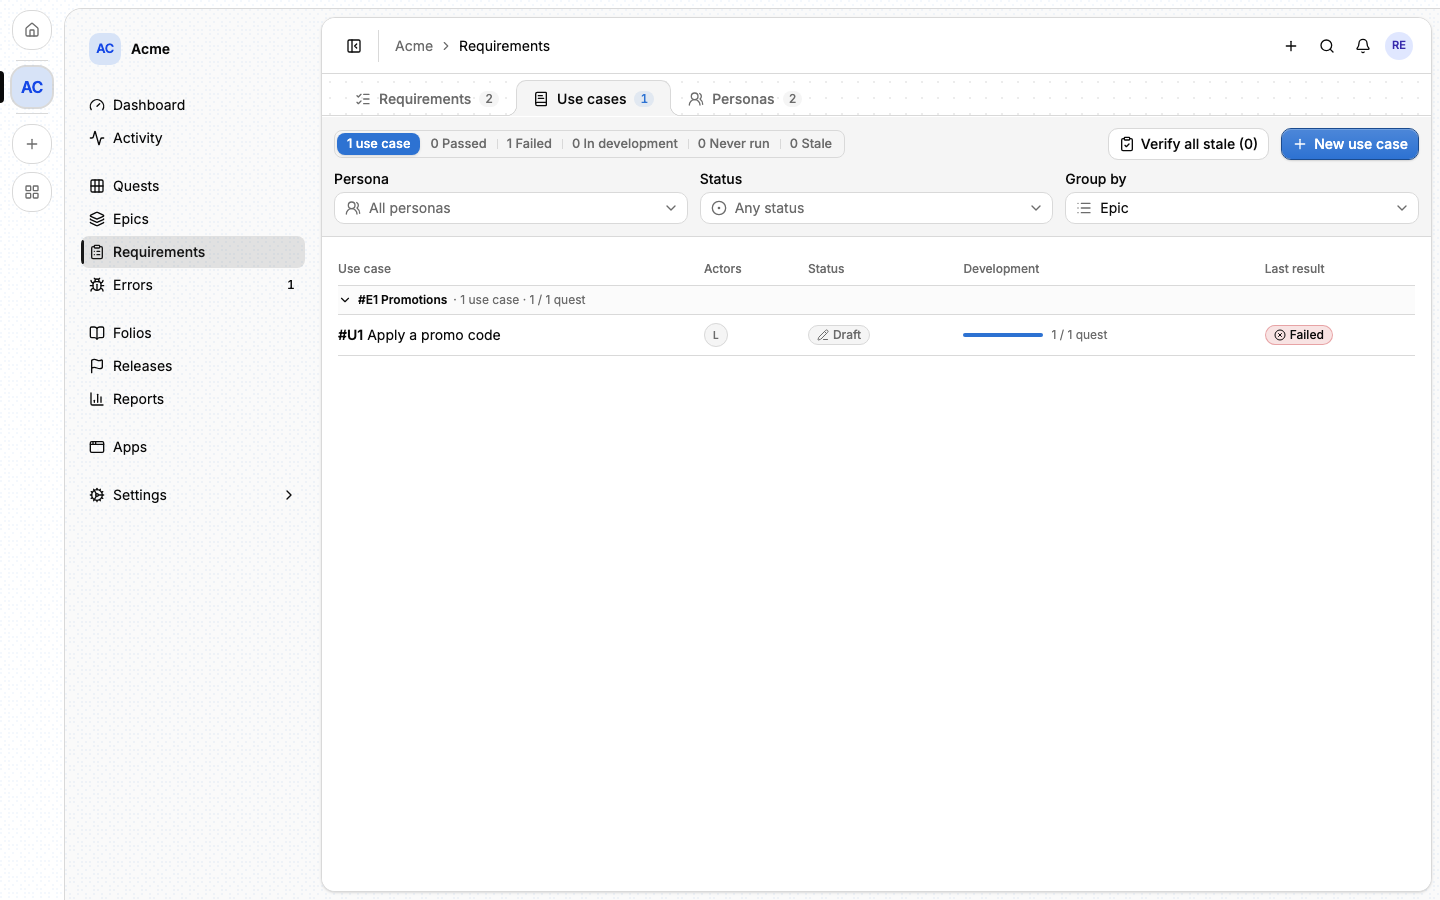 AC Acme
Acme > Requirements
RE
AC
Dashboard
Activity
Quests
Epics
Requirements
Errors 1
Folios
Releases
Reports
Apps
Settings
Requirements 2
Use cases 1
Personas 2
1 use case
0 Passed
1 Failed
0 In development
0 Never run
0 Stale
Verify all stale (0)
New use case
Persona
All personas
Status
Any status
Group by
Epic
Use case Actors Status Development Last result
#E1 Promotions · 1 use case · 1 / 1 quest
#U1 Apply a promo code L Draft 1 / 1 quest Failed